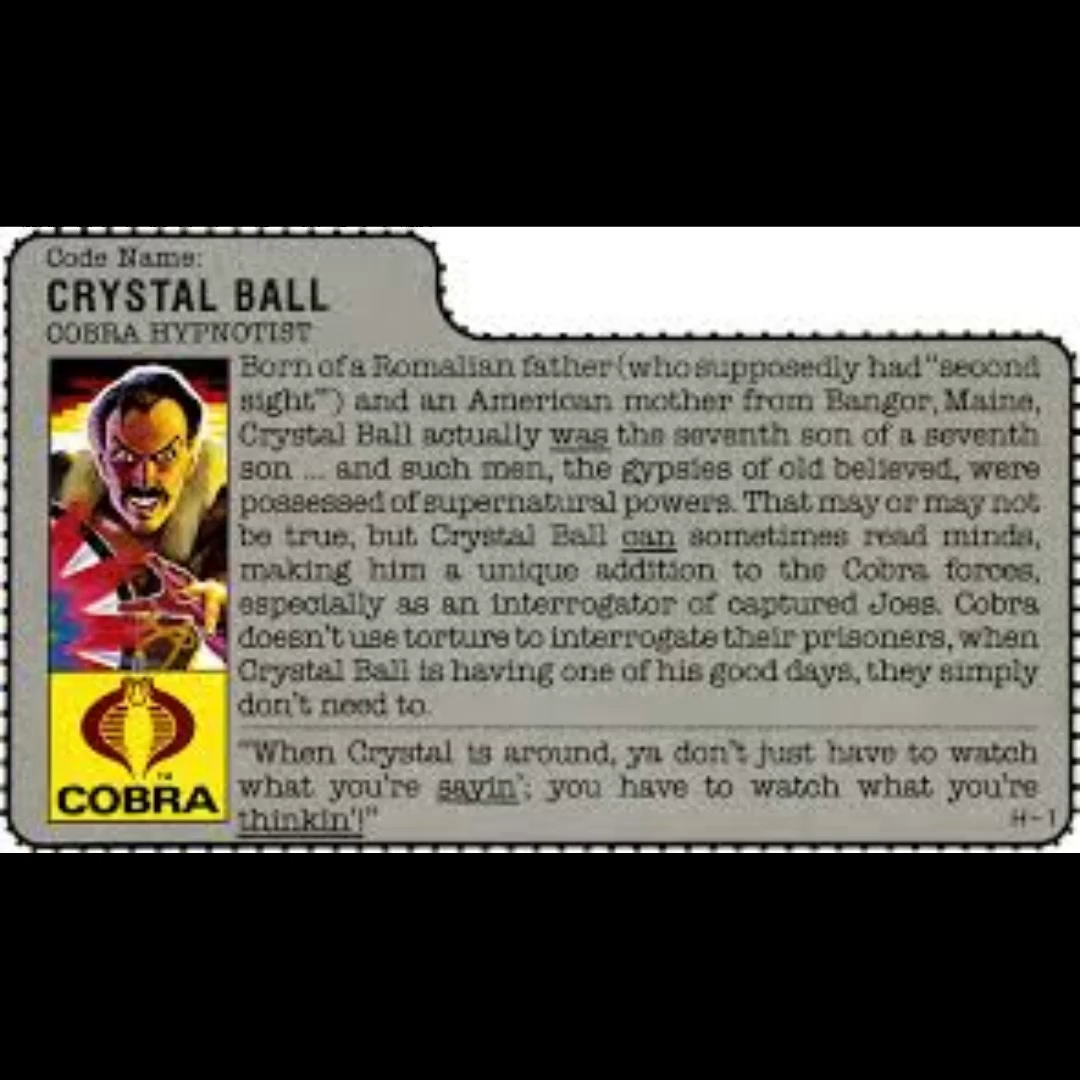 Code Name:
CRYSTAL BALL
COBRA HYPNOTIST
Born of a Romalian father (who supposedly had "second
sight") and an American mother from Bangor, Maine,
Crystal Ball actually was the seventh son of a seventh
son ... and such men, the gypsies of old believed, were
possessed of supernatural powers. That may or may not
be true, but Crystal Ball can sometimes read minds,
making him a unique addition to the Cobra forces,
especially as an interrogator of captured Joes. Cobra
doesn't use torture to interrogate their prisoners, when
Crystal Ball is having one of his good days, they simply
don't need to.
"When Crystal is around, ya don't just have to watch
what you're sayin'; you have to watch what you're
thinkin'!"
H-1
TM
COBRA